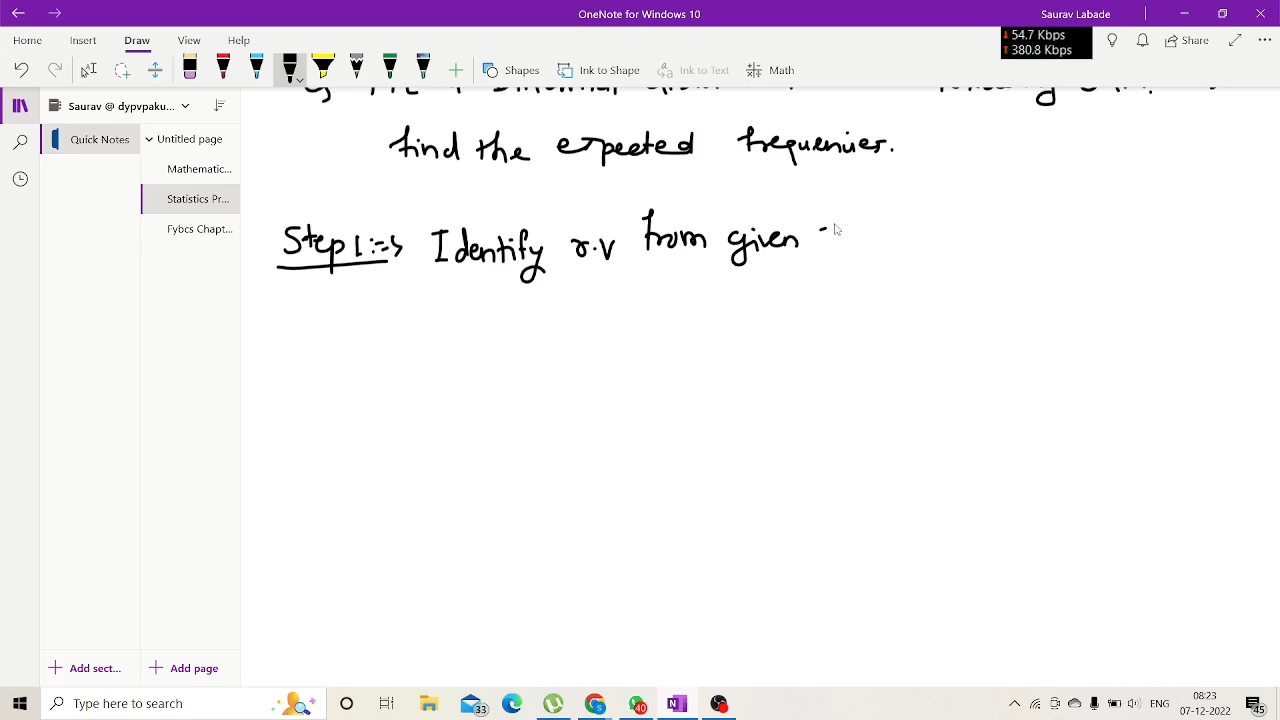 OneNote for Windows 10
Saurav Labade
54.7 Kbps
380.8 Kbps
Home Insert Draw View Help Share
Shapes Ink to Shape Ink to Text Math
Saurav @ dypvpaku...
Quick Notes
Untitled page
Mathematic...
Statistics Pr...
Fybcs Chapt...
find the expected frequencies.
Step 1 :=> Identify r.v from given -
Add sect...
Add page
Type here to search
33
40
ENG
08:23
07-12-2022
45